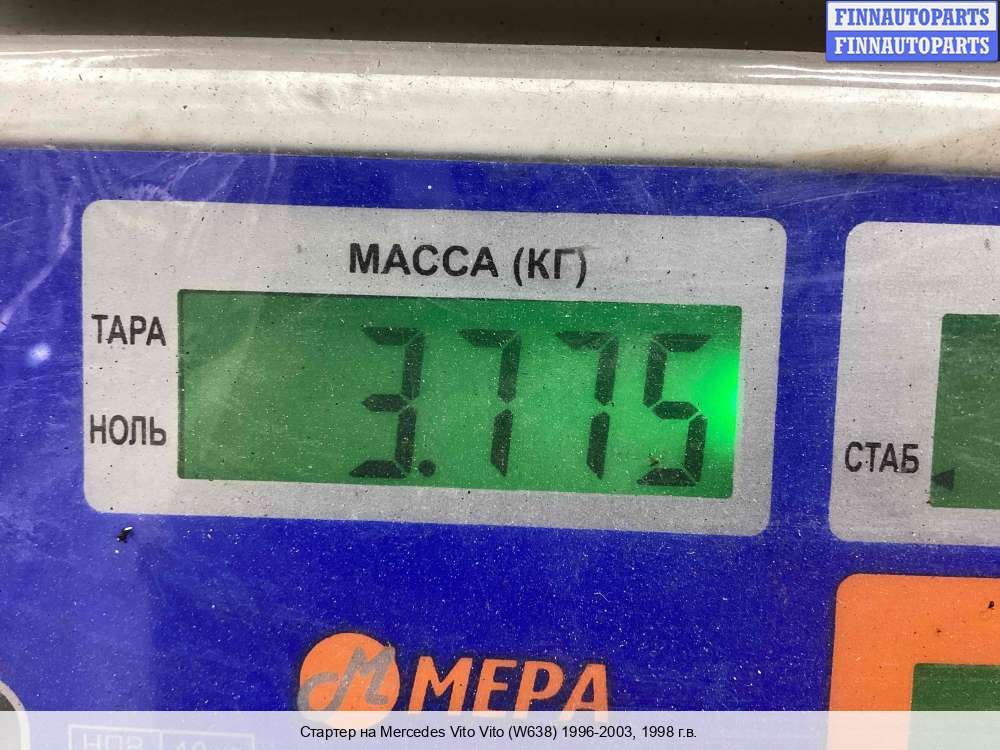 FINNAUTOPARTS
FINNAUTOPARTS
МАССА (КГ)
ТАРА
3.775
НОЛЬ
СТАБ
МЕРА
НПВ
Стартер на Mercedes Vito Vito (W638) 1996-2003, 1998 г.в.